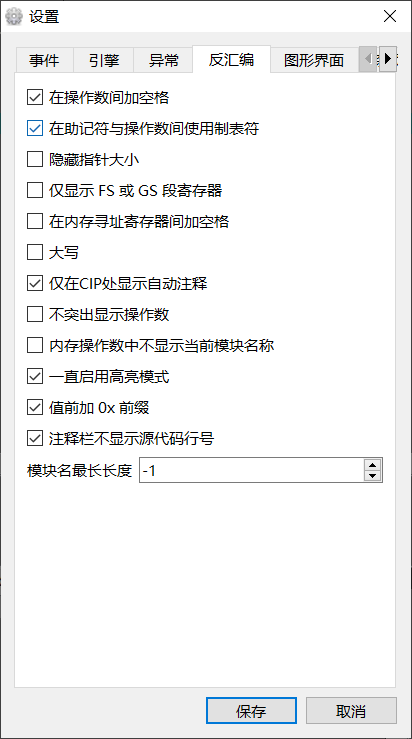 设置
事件 引擎 异常 反汇编 图形界面
在操作数间加空格
在助记符与操作数间使用制表符
隐藏指针大小
仅显示 FS 或 GS 段寄存器
在内存寻址寄存器间加空格
大写
仅在CIP处显示自动注释
不突出显示操作数
内存操作数中不显示当前模块名称
一直启用高亮模式
值前加 0x 前缀
注释栏不显示源代码行号
模块名最长长度 -1
保存 取消